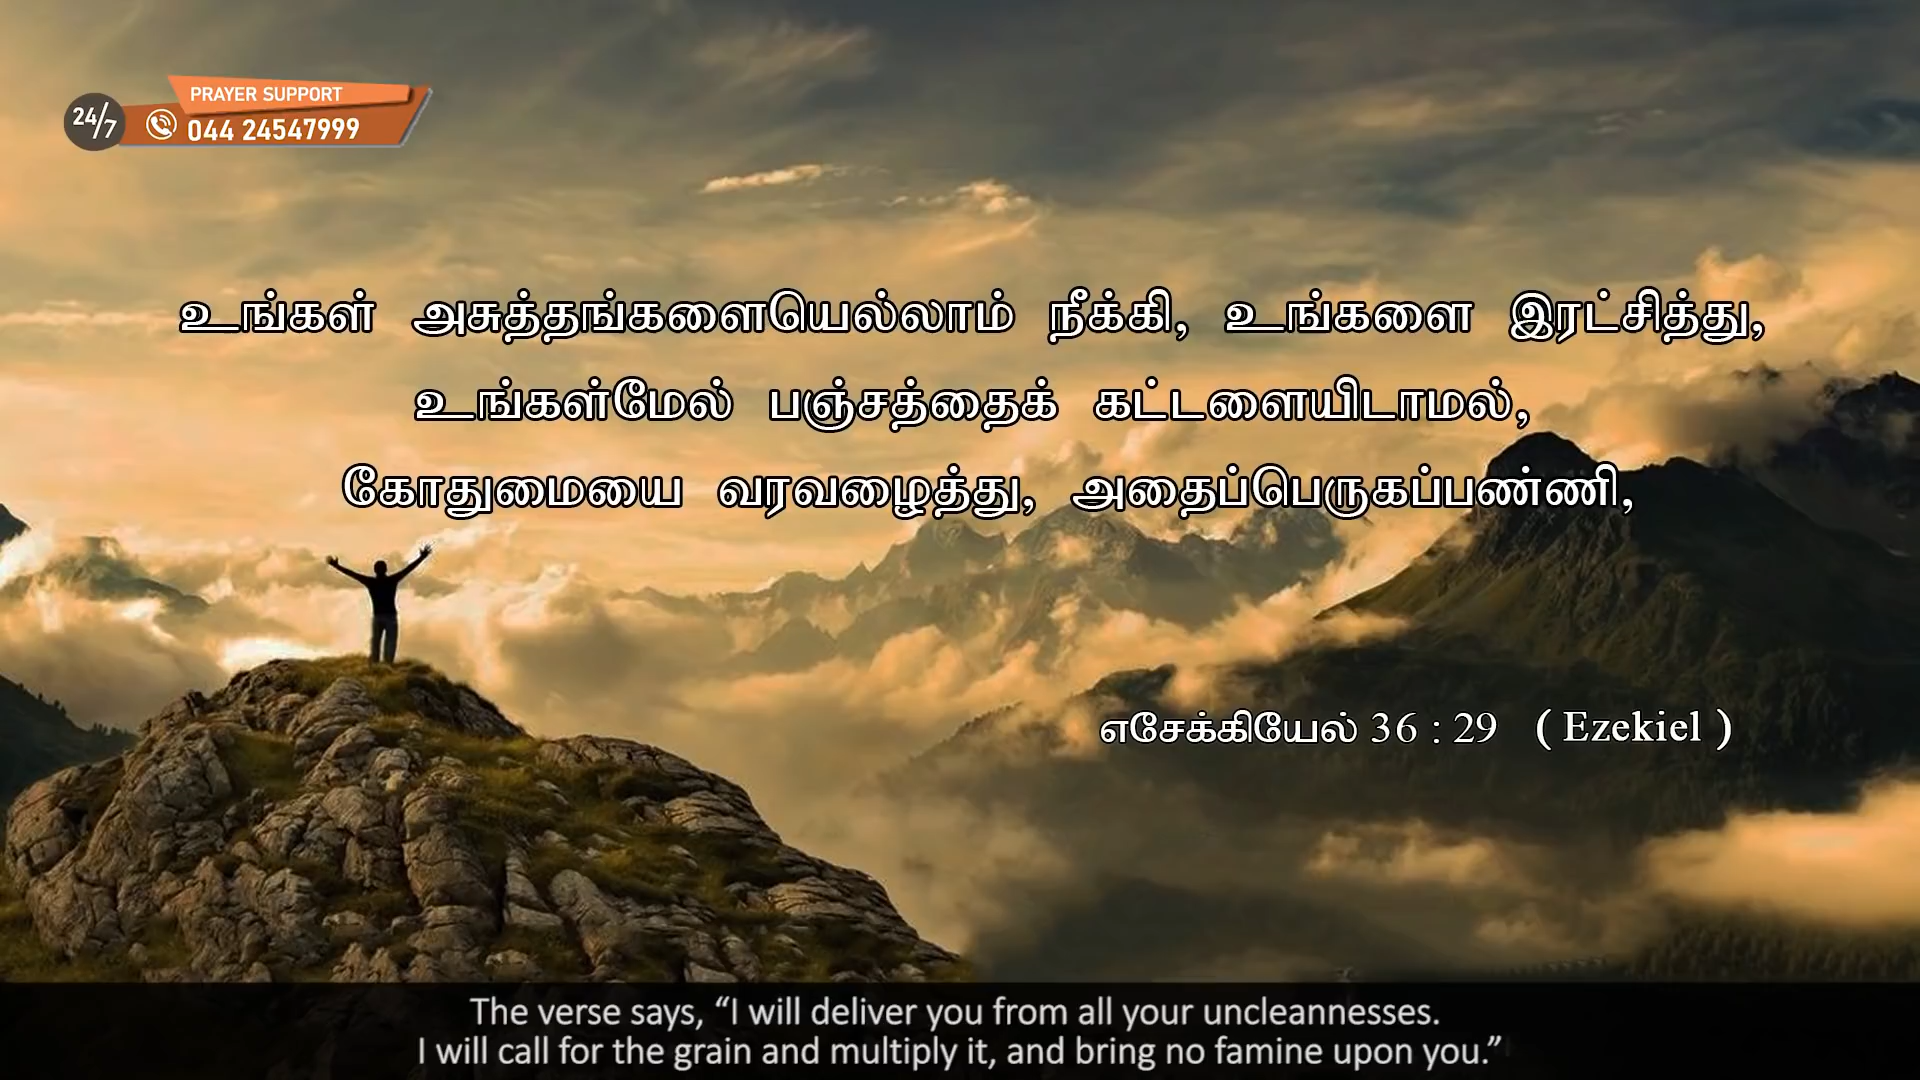 24/7
PRAYER SUPPORT
044 24547999
உங்கள் அசுத்தங்களையெல்லாம் நீக்கி, உங்களை இரட்சித்து,
உங்கள்மேல் பஞ்சத்தைக் கட்டளையிடாமல்,
கோதுமையை வரவழைத்து, அதைப்பெருகப்பண்ணி,
எசேக்கியேல் 36 : 29 ( Ezekiel )
The verse says, “I will deliver you from all your uncleannesses.
I will call for the grain and multiply it, and bring no famine upon you.”